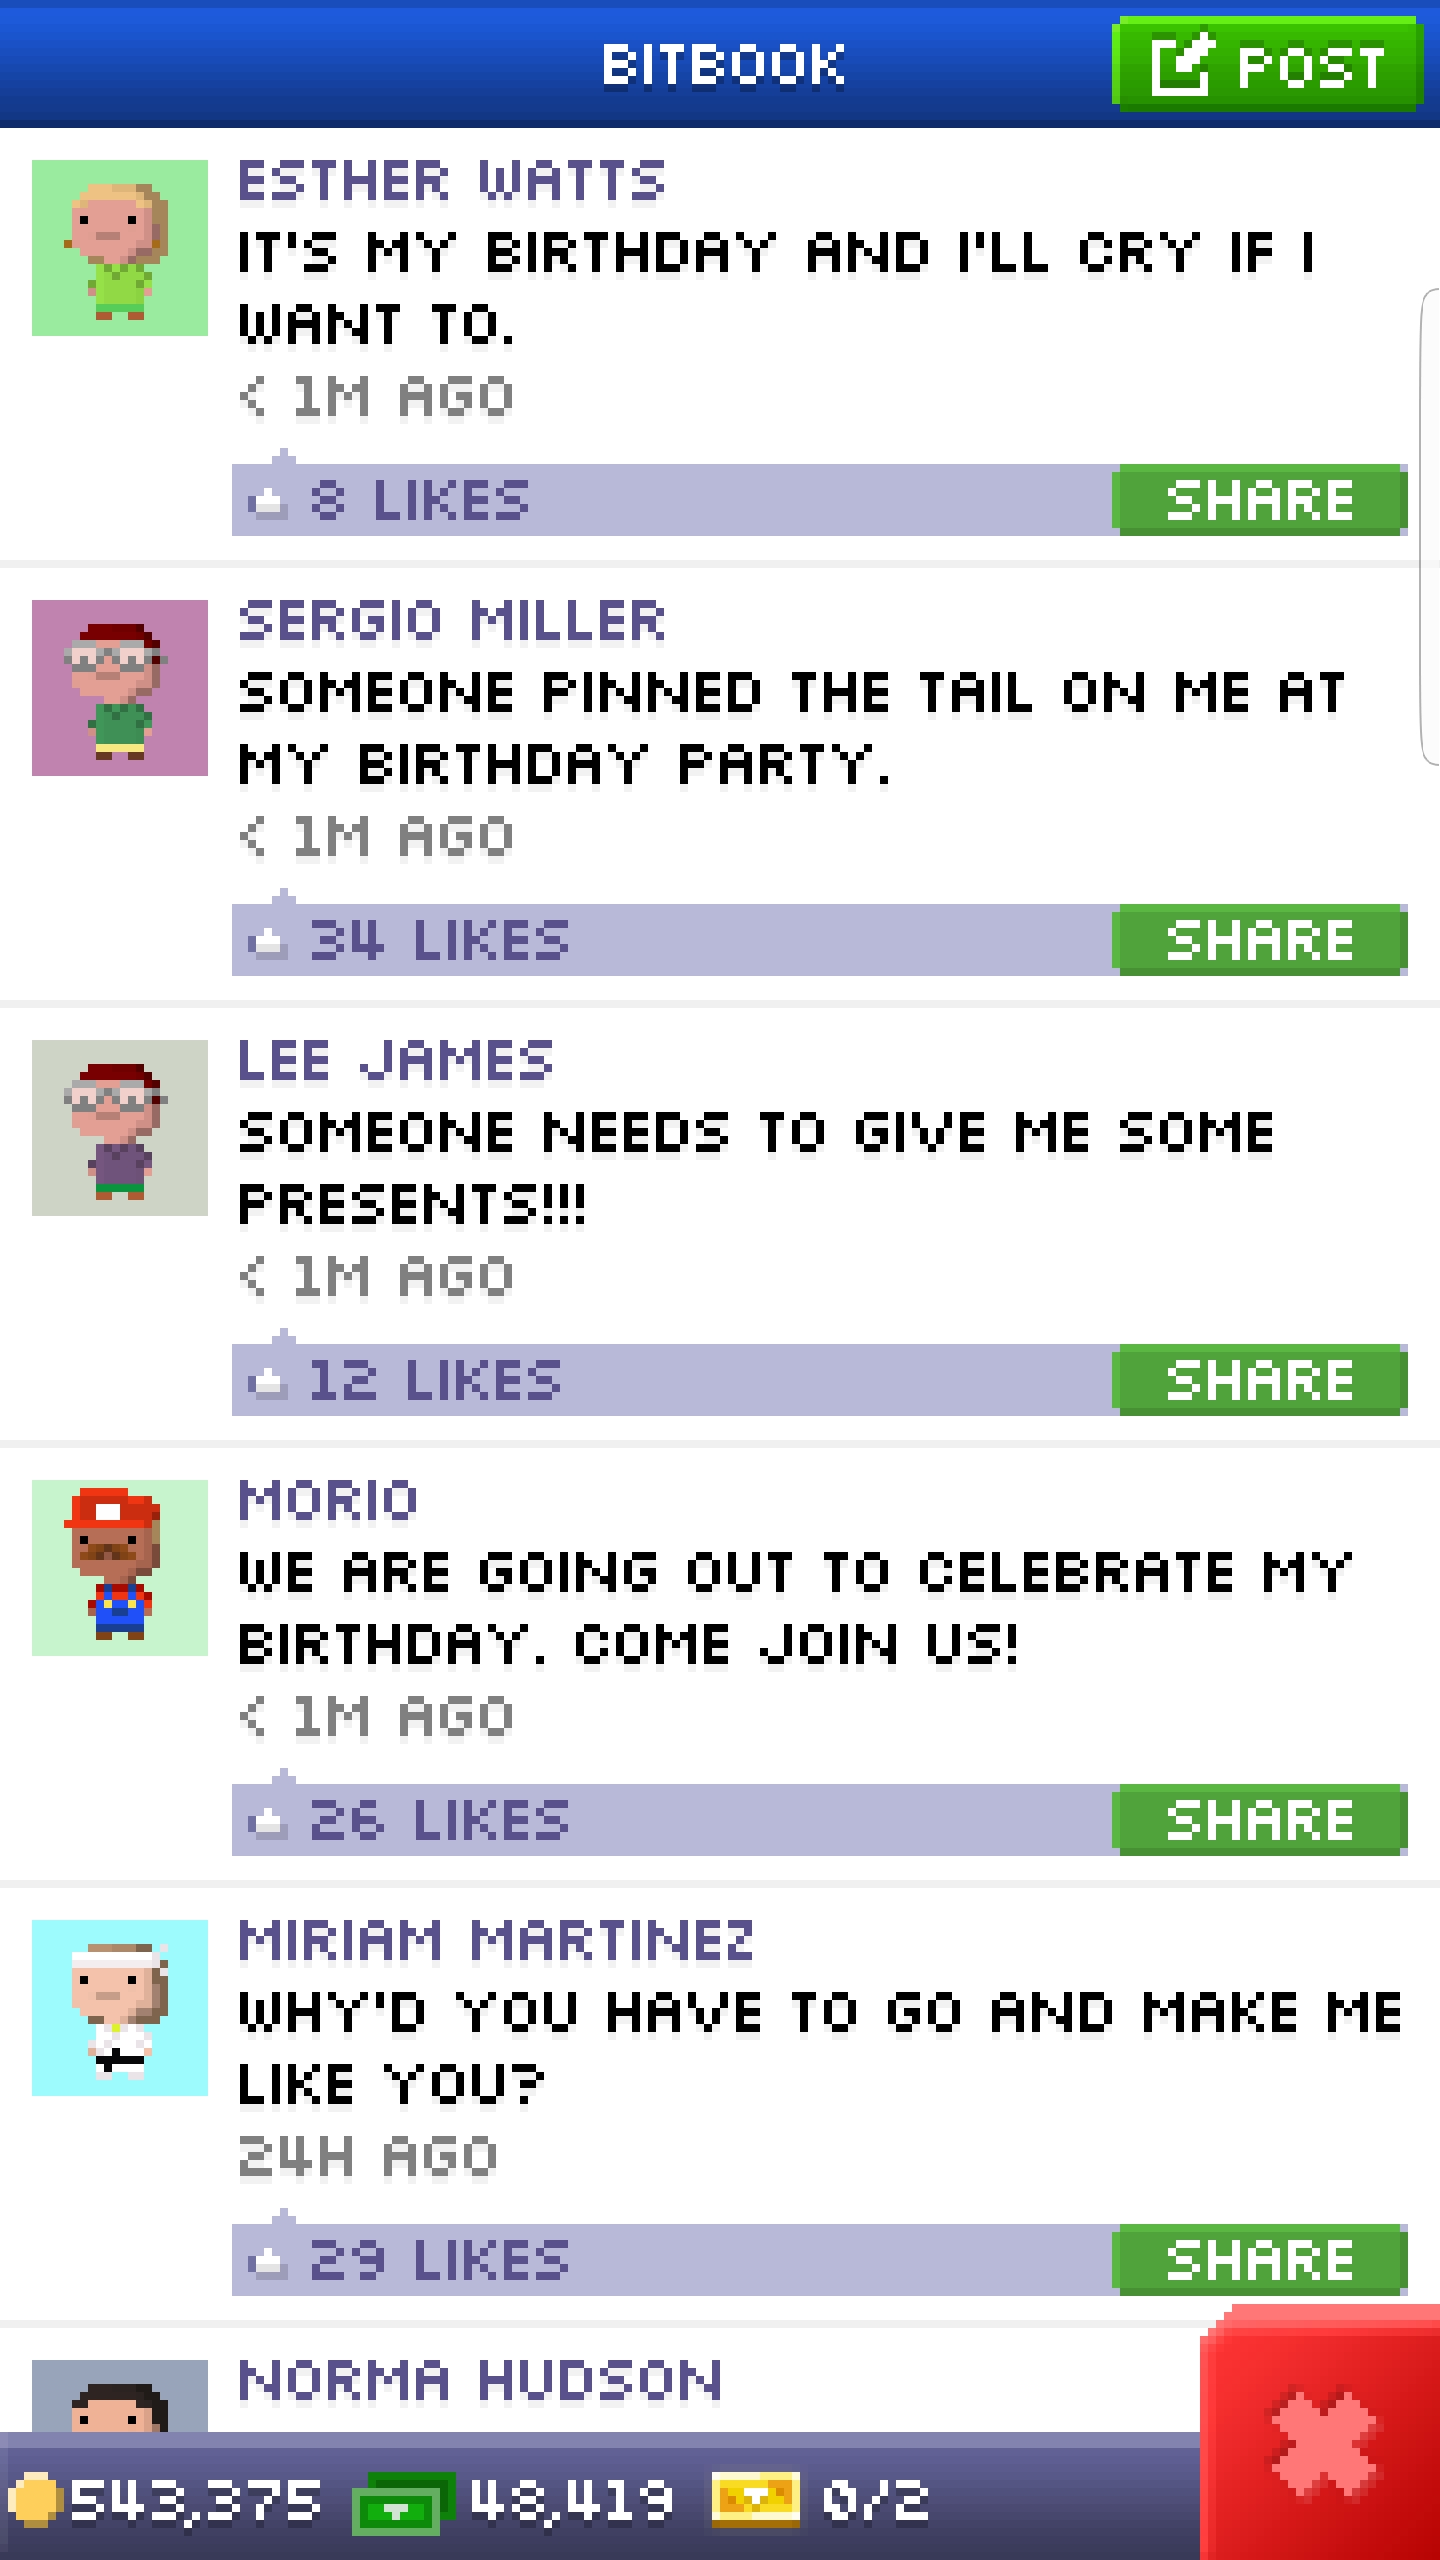 BITBOOK
POST
ESTHER WATTS
IT'S MY BIRTHDAY AND I'LL CRY IF I
WANT TO.
< 1M AGO
8 LIKES
SHARE
SERGIO MILLER
SOMEONE PINNED THE TAIL ON ME AT
MY BIRTHDAY PARTY.
< 1M AGO
34 LIKES
SHARE
LEE JAMES
SOMEONE NEEDS TO GIVE ME SOME
PRESENTS!!!
< 1M AGO
12 LIKES
SHARE
MORIO
WE ARE GOING OUT TO CELEBRATE MY
BIRTHDAY. COME JOIN US!
< 1M AGO
26 LIKES
SHARE
MIRIAM MARTINEZ
WHY'D YOU HAVE TO GO AND MAKE ME
LIKE YOU?
24H AGO
29 LIKES
SHARE
NORMA HUDSON
543,375 48,419 0/2